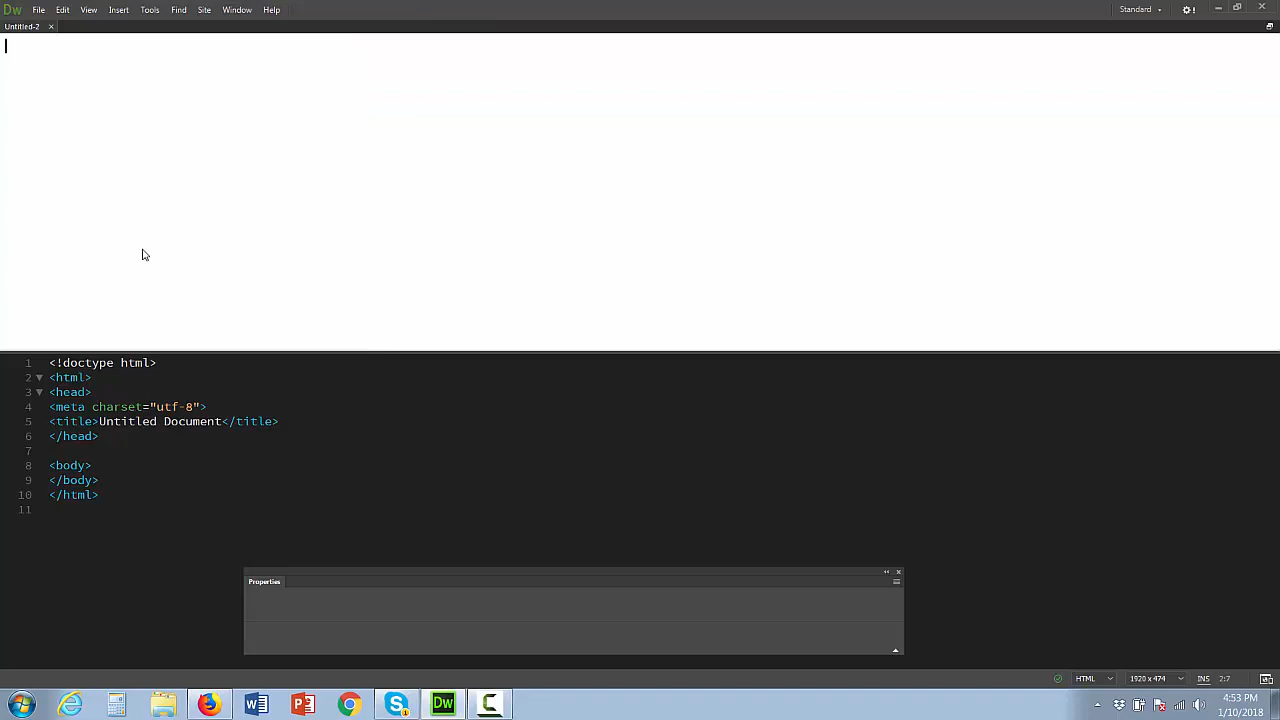 Dw File Edit View Insert Tools Find Site Window Help Standard
Untitled-2
1 <!doctype html>
2 <html>
3 <head>
4 <meta charset="utf-8">
5 <title>Untitled Document</title>
6 </head>
7
8 <body>
9 </body>
10 </html>
11
Properties
HTML 1920 x 474 INS 2:7
Dw
4:53 PM
1/10/2018